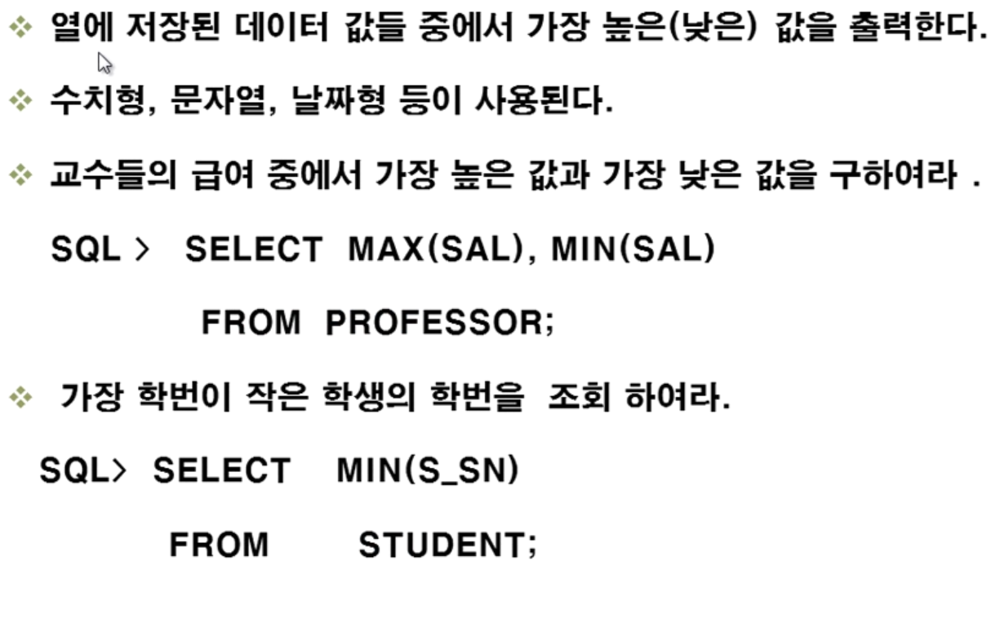 열에 저장된 데이터 값들 중에서 가장 높은(낮은) 값을 출력한다.
수치형, 문자열, 날짜형 등이 사용된다.
교수들의 급여 중에서 가장 높은 값과 가장 낮은 값을 구하여라 .
SQL > SELECT MAX(SAL), MIN(SAL)
FROM PROFESSOR;
가장 학번이 작은 학생의 학번을 조회 하여라.
SQL> SELECT MIN(S_SN)
FROM STUDENT;